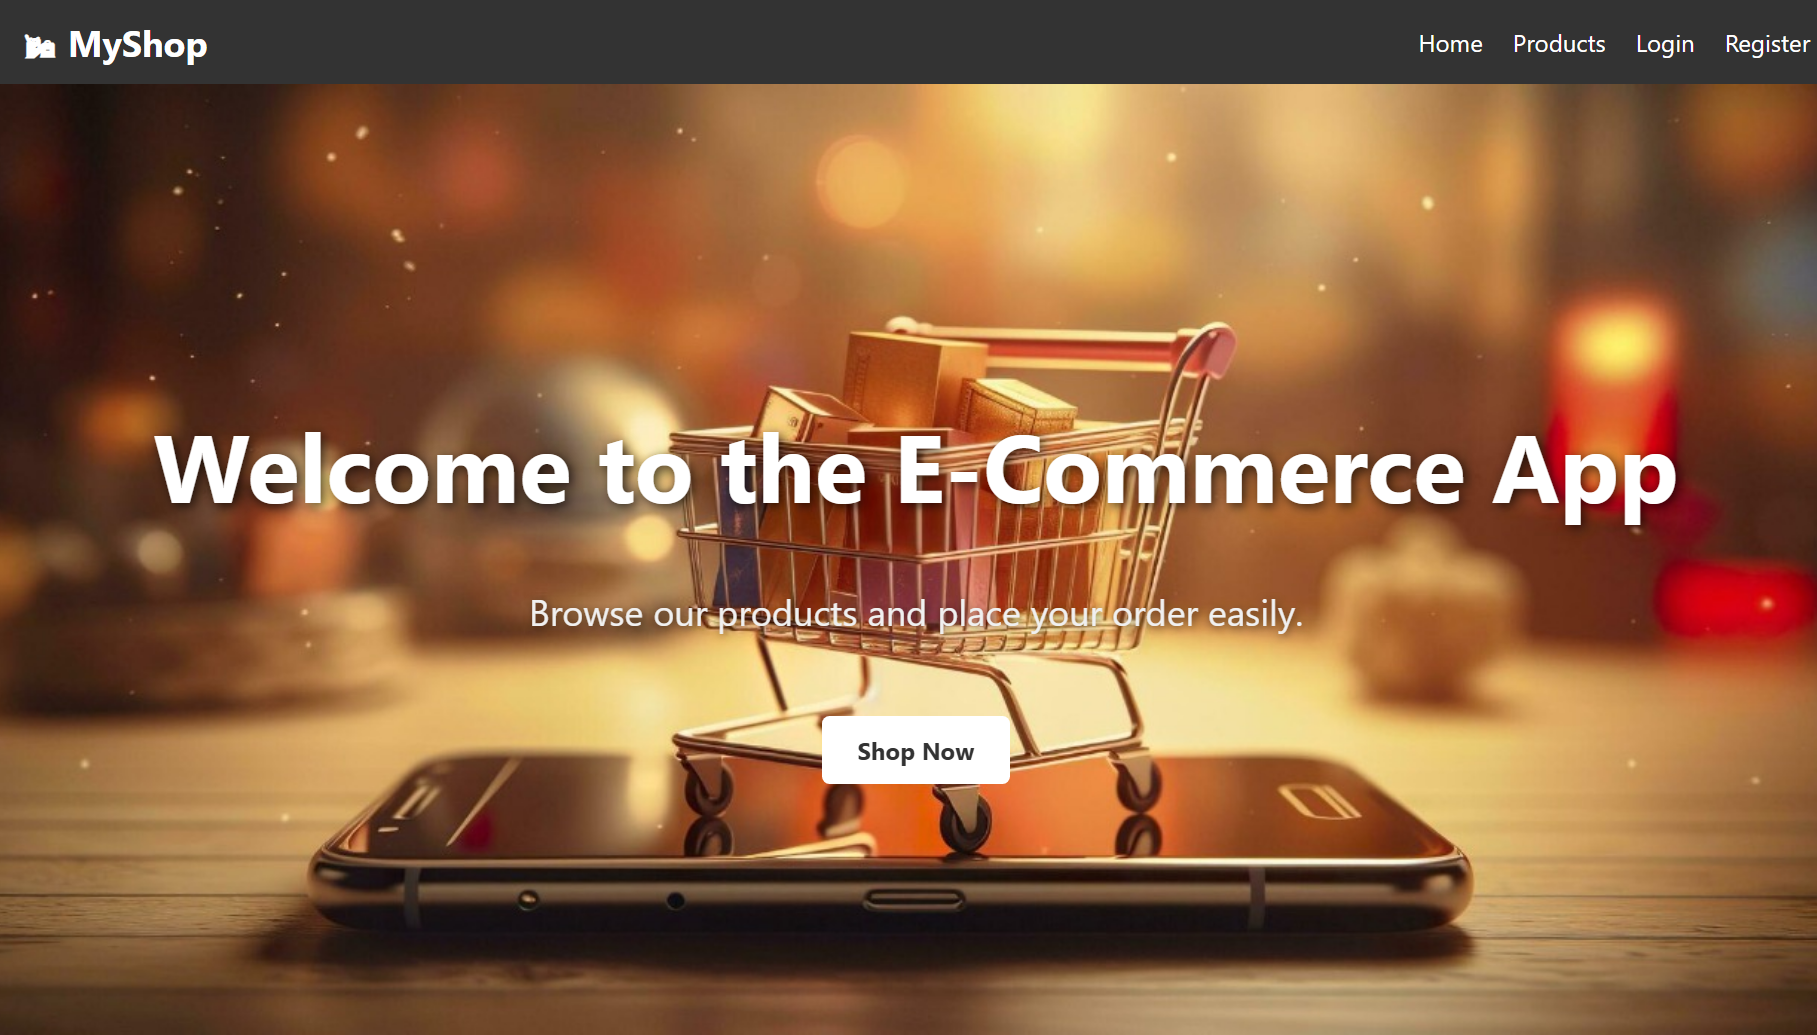 MyShop
Home Products Login Register
Welcome to the E-Commerce App
Browse our products and place your order easily.
Shop Now